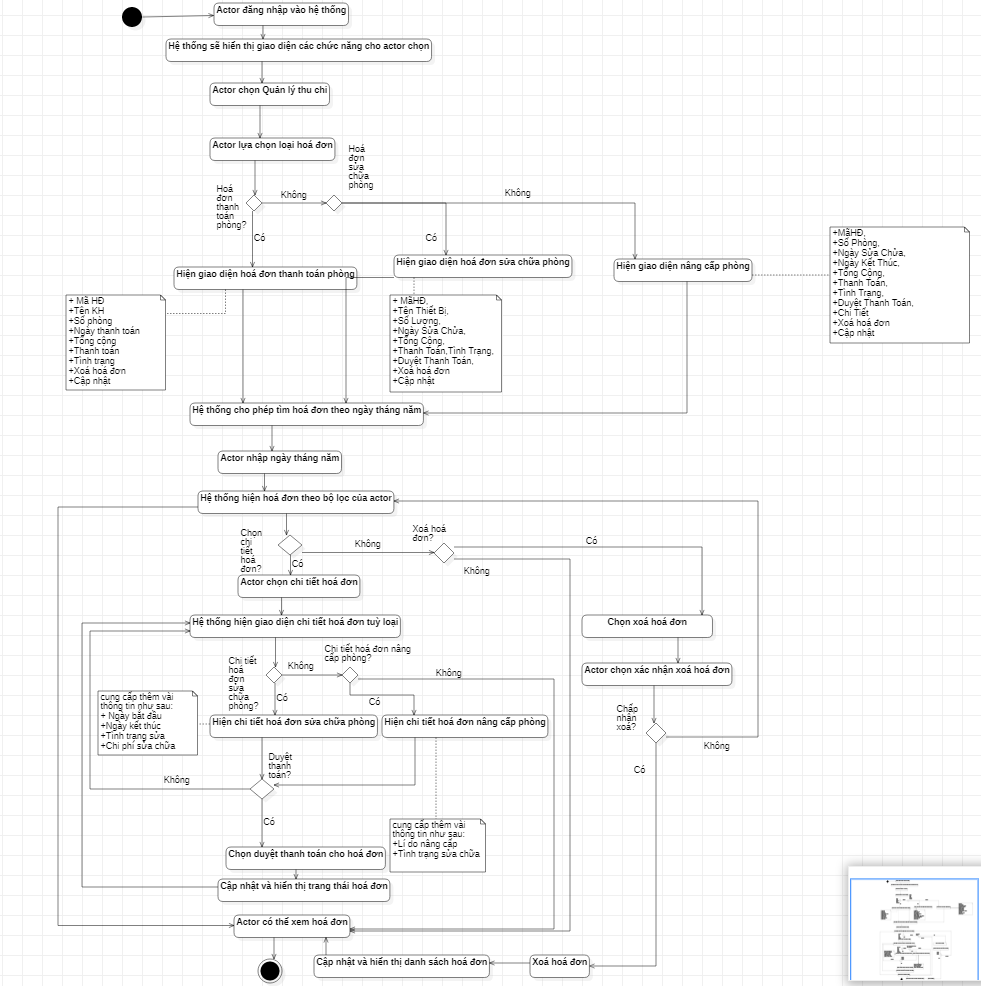 Actor đăng nhập vào hệ thống
Hệ thống sẽ hiển thị giao diện các chức năng cho actor chọn
Actor chọn Quản lý thu chi
Actor lựa chọn loại hoá đơn
Hoá
đơn
thanh
toán
phòng?
Không
Hoá
đợn
sửa
chữa
phòng
Không
Có
Có
Hiện giao diện hoá đơn thanh toán phòng
Hiện giao diện hoá đơn sửa chữa phòng
Hiện giao diện nâng cấp phòng
+ Mã HĐ
+Tên KH
+Số phòng
+Ngày thanh toán
+Tổng cộng
+Thanh toán
+Tình trạng
+Xoá hoá đơn
+Cập nhật
+ MãHĐ,
+Tên Thiết Bị,
+Số Lượng,
+Ngày Sửa Chửa,
+Tổng Cộng,
+Thanh Toán,Tình Trạng,
+Duyệt Thanh Toán,
+Xoá hoá đơn
+Cập nhật
+MãHĐ,
+Số Phòng,
+Ngày Sửa Chửa,
+Ngày Kết Thúc,
+Tổng Cộng,
+Thanh Toán,
+Tình Trạng,
+Duyệt Thanh Toán,
+Chi Tiết
+Xoá hoá đơn
+Cập nhật
Hệ thống cho phép tìm hoá đơn theo ngày tháng năm
Actor nhập ngày tháng năm
Hệ thống hiện hoá đơn theo bộ lọc của actor
Chọn
chi
tiết
hoá
đơn?
Không
Có
Xoá hoá
đơn?
Có
Không
Actor chọn chi tiết hoá đơn
Hệ thống hiện giao diện chi tiết hoá đơn tuỳ loại
Chọn xoá hoá đơn
Actor chọn xác nhận xoá hoá đơn
Chi tiết
hoá
đơn
sửa
chữa
phòng?
Không
Có
Chi tiết hoá đơn nâng
cấp phòng?
Không
Có
cung cấp thêm vài
thông tin như sau:
+ Ngày bắt đầu
+Ngày kết thúc
+Tình trạng sửa
+Chi phí sửa chữa
Hiện chi tiết hoá đơn sửa chữa phòng
Hiện chi tiết hoá đơn nâng cấp phòng
Chấp
nhận
xoá?
Không
Có
Duyệt
thanh
toán?
Không
Có
cung cấp thêm vài
thông tin như sau:
+Lí do nâng cấp
+Tình trạng sửa chữa
Chọn duyệt thanh toán cho hoá đơn
Cập nhật và hiển thị trang thái hoá đơn
Actor có thể xem hoá đơn
Cập nhật và hiển thị danh sách hoá đơn
Xoá hoá đơn